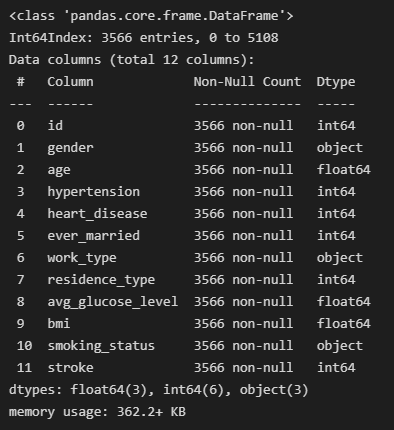 <class 'pandas.core.frame.DataFrame'>
Int64Index: 3566 entries, 0 to 5108
Data columns (total 12 columns):
 #   Column             Non-Null Count  Dtype
---  ------             --------------  -----
 0   id                 3566 non-null   int64
 1   gender             3566 non-null   object
 2   age                3566 non-null   float64
 3   hypertension       3566 non-null   int64
 4   heart_disease      3566 non-null   int64
 5   ever_married       3566 non-null   int64
 6   work_type          3566 non-null   object
 7   residence_type     3566 non-null   int64
 8   avg_glucose_level  3566 non-null   float64
 9   bmi                3566 non-null   float64
 10  smoking_status     3566 non-null   object
 11  stroke             3566 non-null   int64
dtypes: float64(3), int64(6), object(3)
memory usage: 362.2+ KB